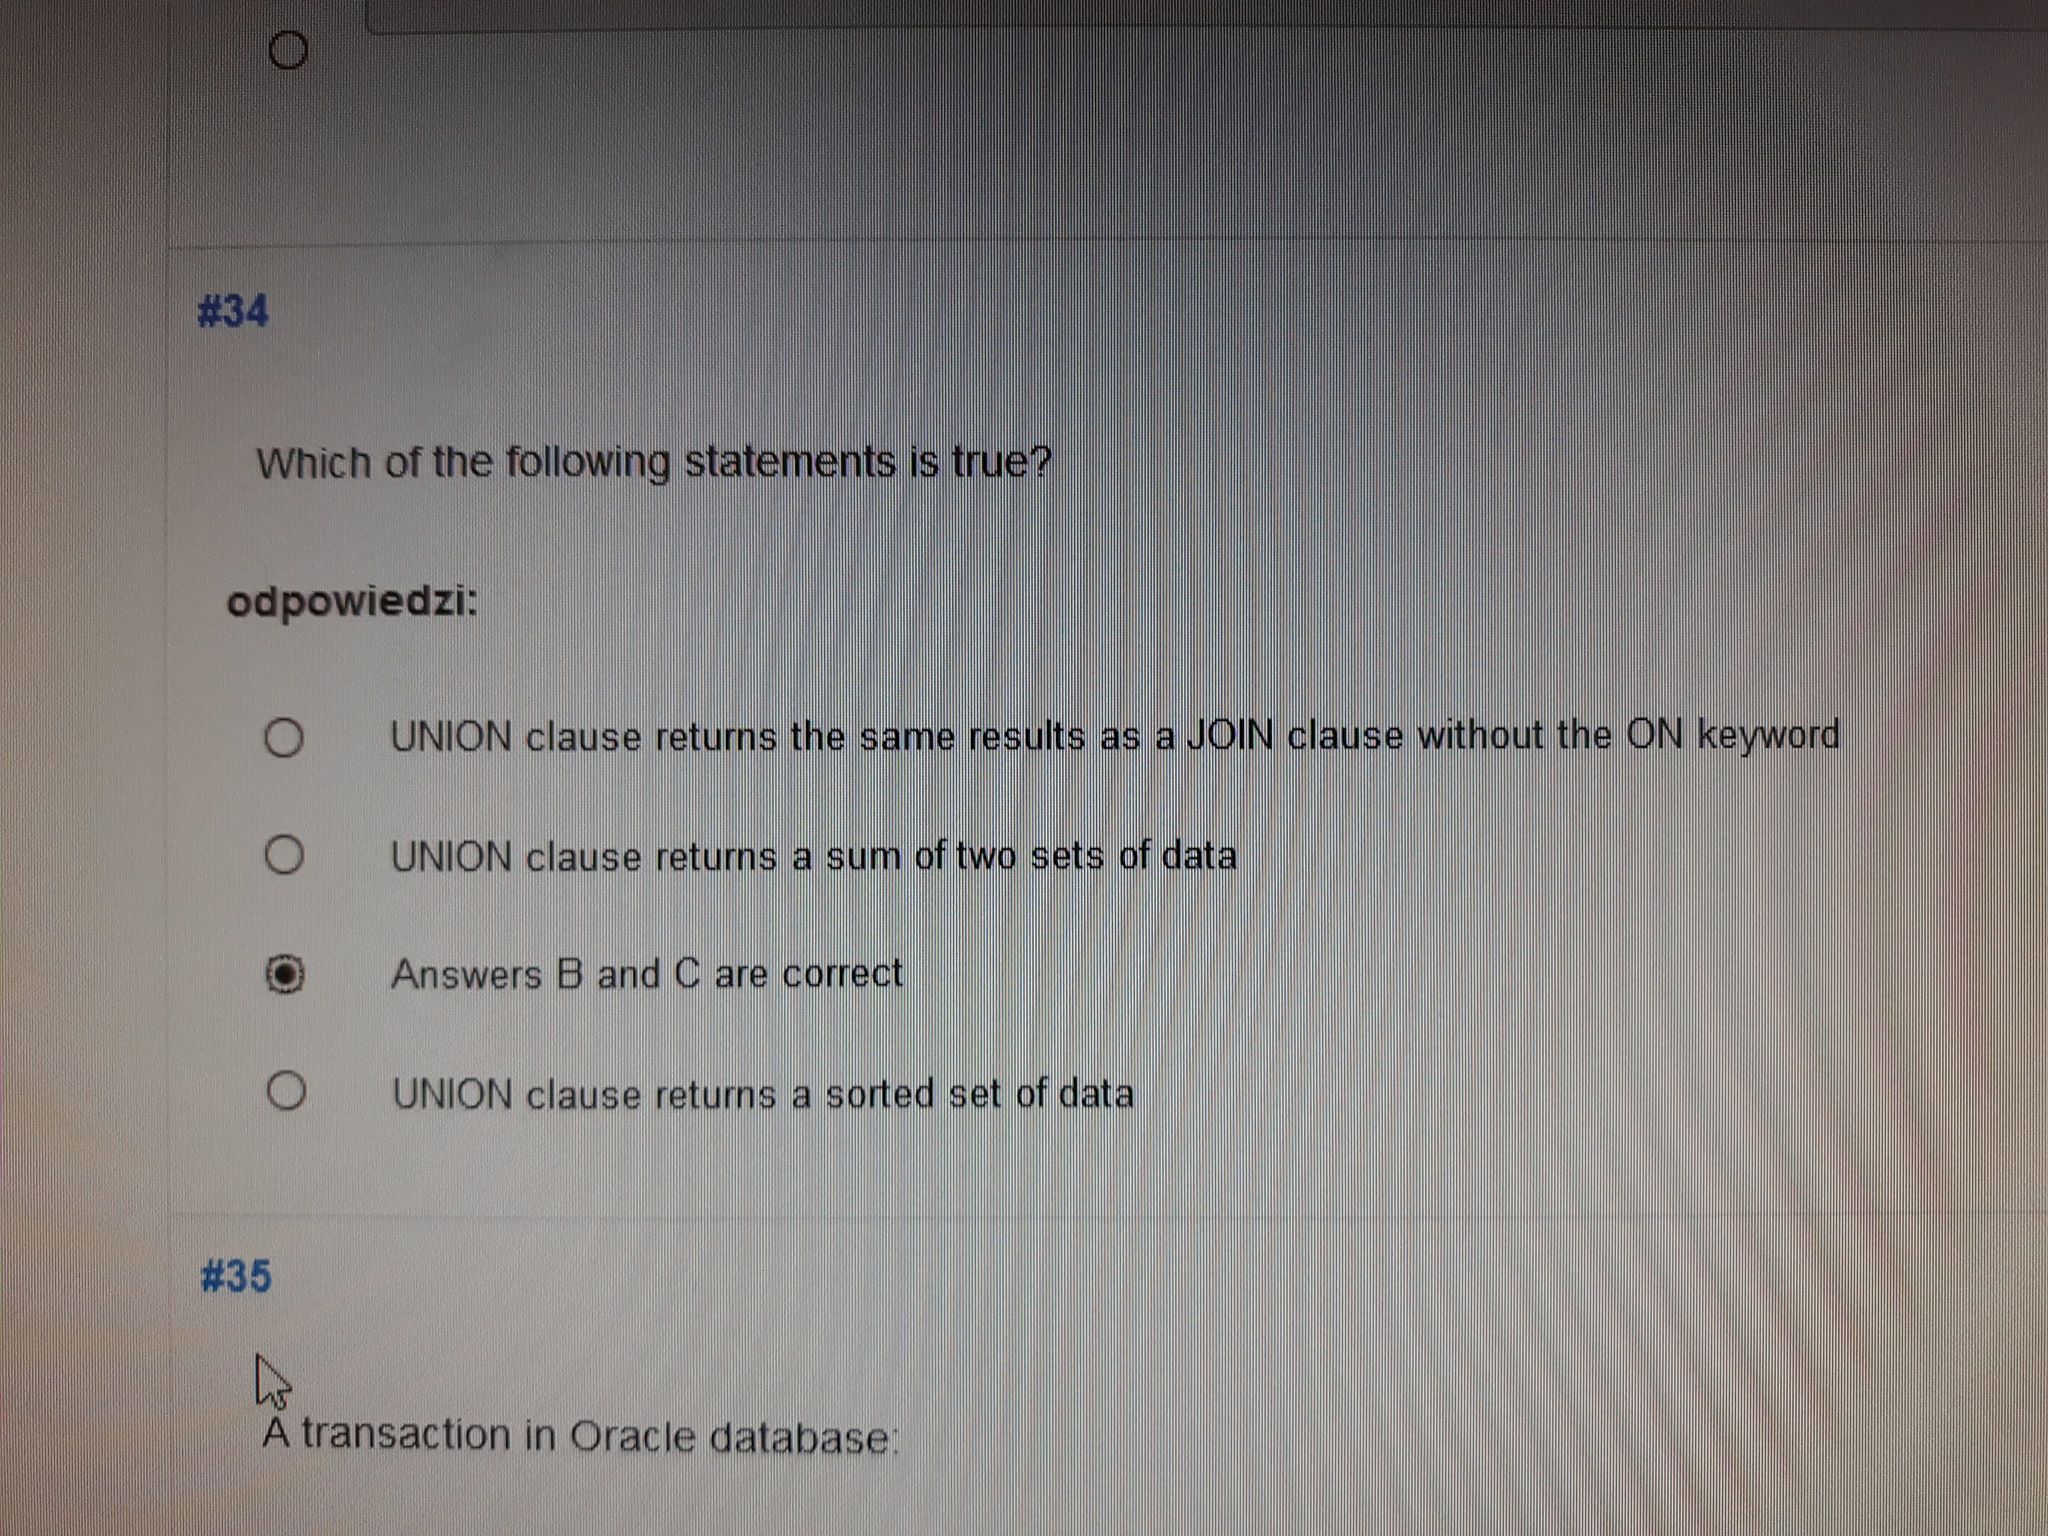 #34
Which of the following statements is true?
odpowiedzi:
UNION clause returns the same results as a JOIN clause without the ON keyword
UNION clause returns a sum of two sets of data
Answers B and C are correct
UNION clause returns a sorted set of data
#35
A transaction in Oracle database: